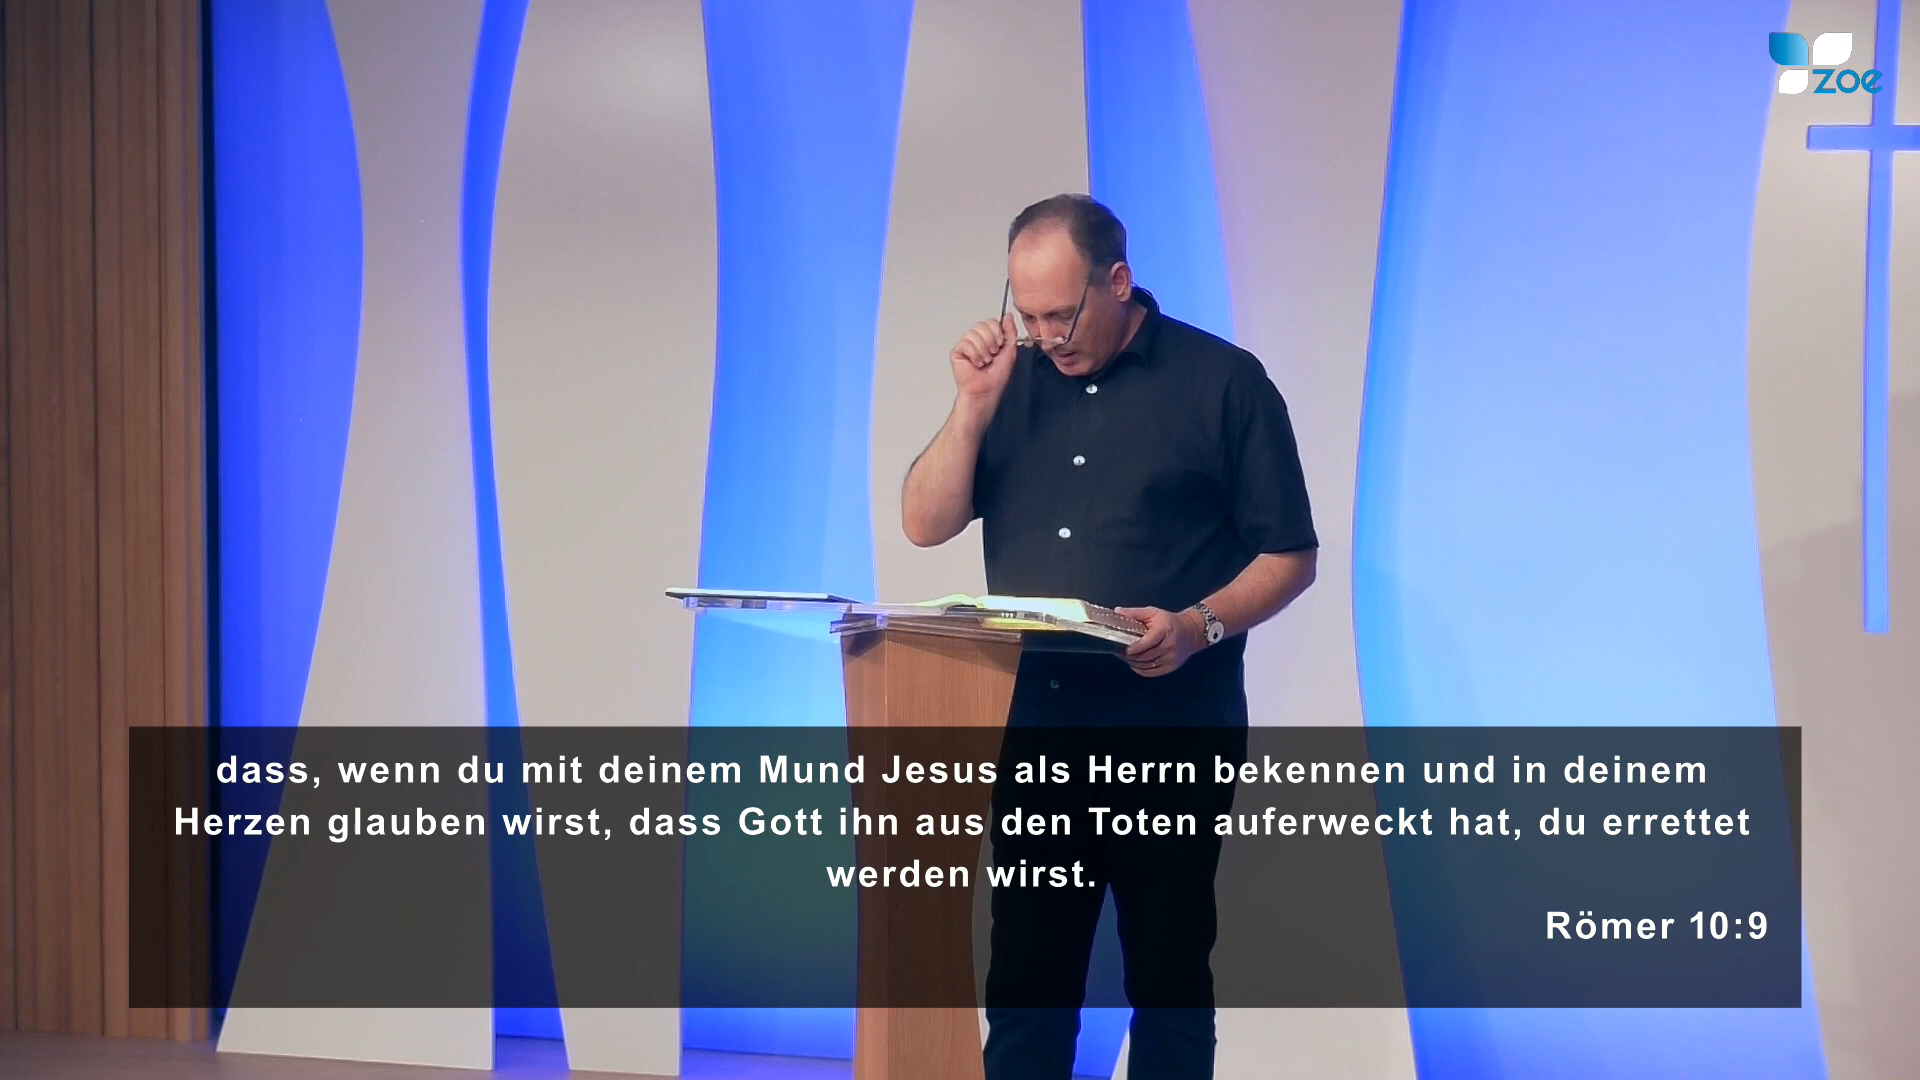 zoe
dass, wenn du mit deinem Mund Jesus als Herrn bekennen und in deinem
Herzen glauben wirst, dass Gott ihn aus den Toten auferweckt hat, du errettet
werden wirst.
Römer 10:9